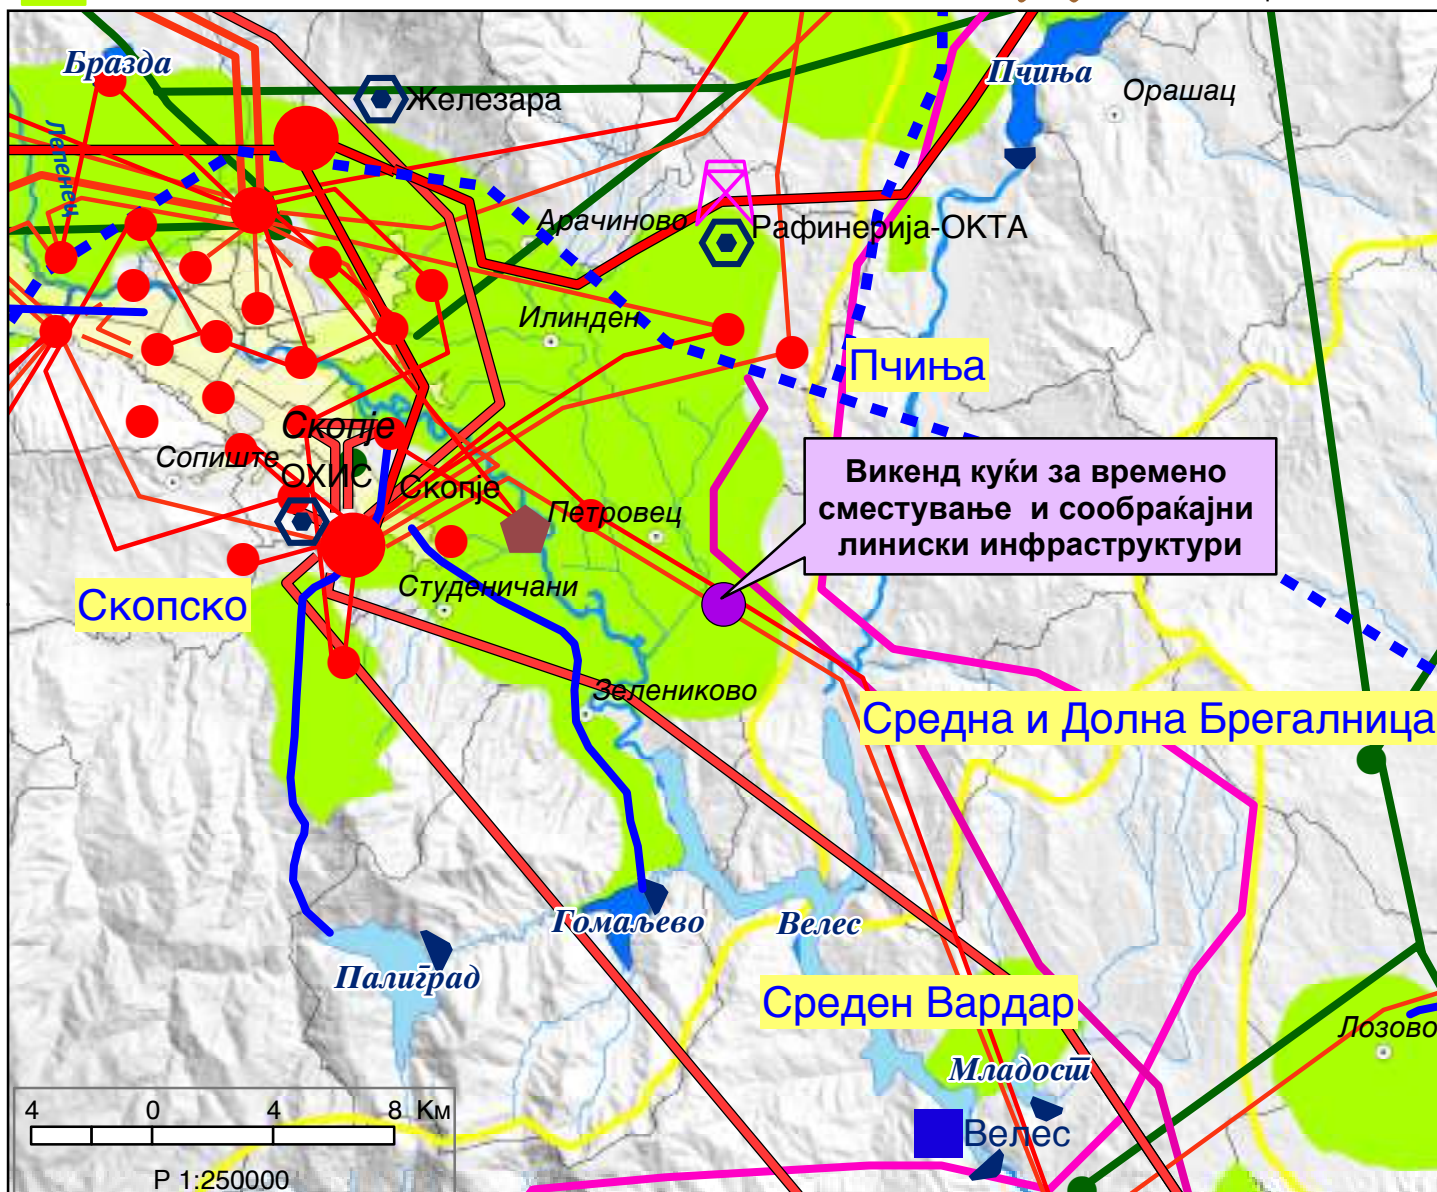 Бразда
Железара
Пчиња
Орашац
Лепенец
Арачиново
Рафинерија-ОКТА
Илинден
Пчиња
Скопје
Сопиште
ОХИС
Скопје
Петровец
Викенд куќи за времено
сместување и сообраќајни
линиски инфраструктури
Студеничани
Скопско
Зелениково
Средна и Долна Брегалница
Гомаљево
Велес
Палиград
Среден Вардар
Лозово
Младост
Велес
4 0 4 8 Км
Р 1:250000